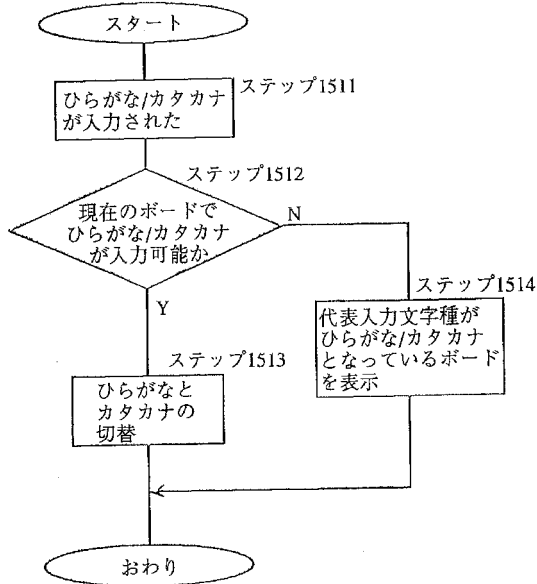 スタート
ステップ1511
ひらがな/カタカナ
が入力された
ステップ1512
現在のボードで
ひらがな/カタカナ
が入力可能か
N
Y
ステップ1514
代表入力文字種が
ひらがな/カタカナ
となっているボード
を表示
ステップ1513
ひらがなと
カタカナの
切替
おわり